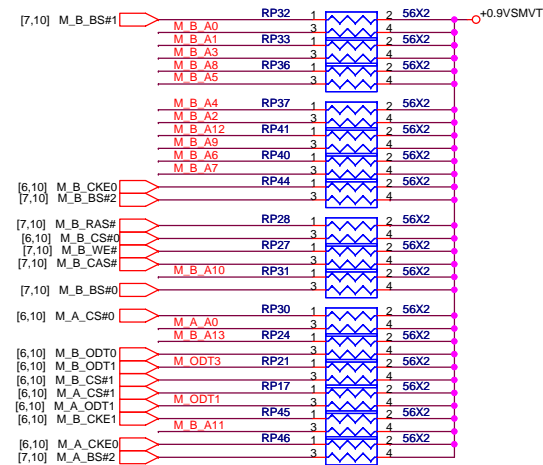 [7,10] M_B_BS#1 RP32 1 2 56X2 +0.9VSMVT
M_B_A0 3 4
M_B_A1 RP33 1 2 56X2
M_B_A3 3 4
M_B_A8 RP36 1 2 56X2
M_B_A5 3 4
M_B_A4 RP37 1 2 56X2
M_B_A2 3 4
M_B_A12 RP41 1 2 56X2
M_B_A9 3 4
M_B_A6 RP40 1 2 56X2
M_B_A7 3 4
[6,10] M_B_CKE0 RP44 1 2 56X2
[7,10] M_B_BS#2 3 4
[7,10] M_B_RAS# RP28 1 2 56X2
[6,10] M_B_CS#0 3 4
[7,10] M_B_WE# RP27 1 2 56X2
[7,10] M_B_CAS# 3 4
M_B_A10 RP31 1 2 56X2
[7,10] M_B_BS#0 3 4
[6,10] M_A_CS#0 RP30 1 2 56X2
M_A_A0 3 4
M_B_A13 RP24 1 2 56X2
[6,10] M_B_ODT0 3 4
[6,10] M_B_ODT1 M_ODT3 RP21 1 2 56X2
[6,10] M_B_CS#1 3 4
[6,10] M_A_CS#1 RP17 1 2 56X2
[6,10] M_A_ODT1 M_ODT1 3 4
[6,10] M_B_CKE1 RP45 1 2 56X2
M_B_A11 3 4
[6,10] M_A_CKE0 RP46 1 2 56X2
[7,10] M_A_BS#2 3 4